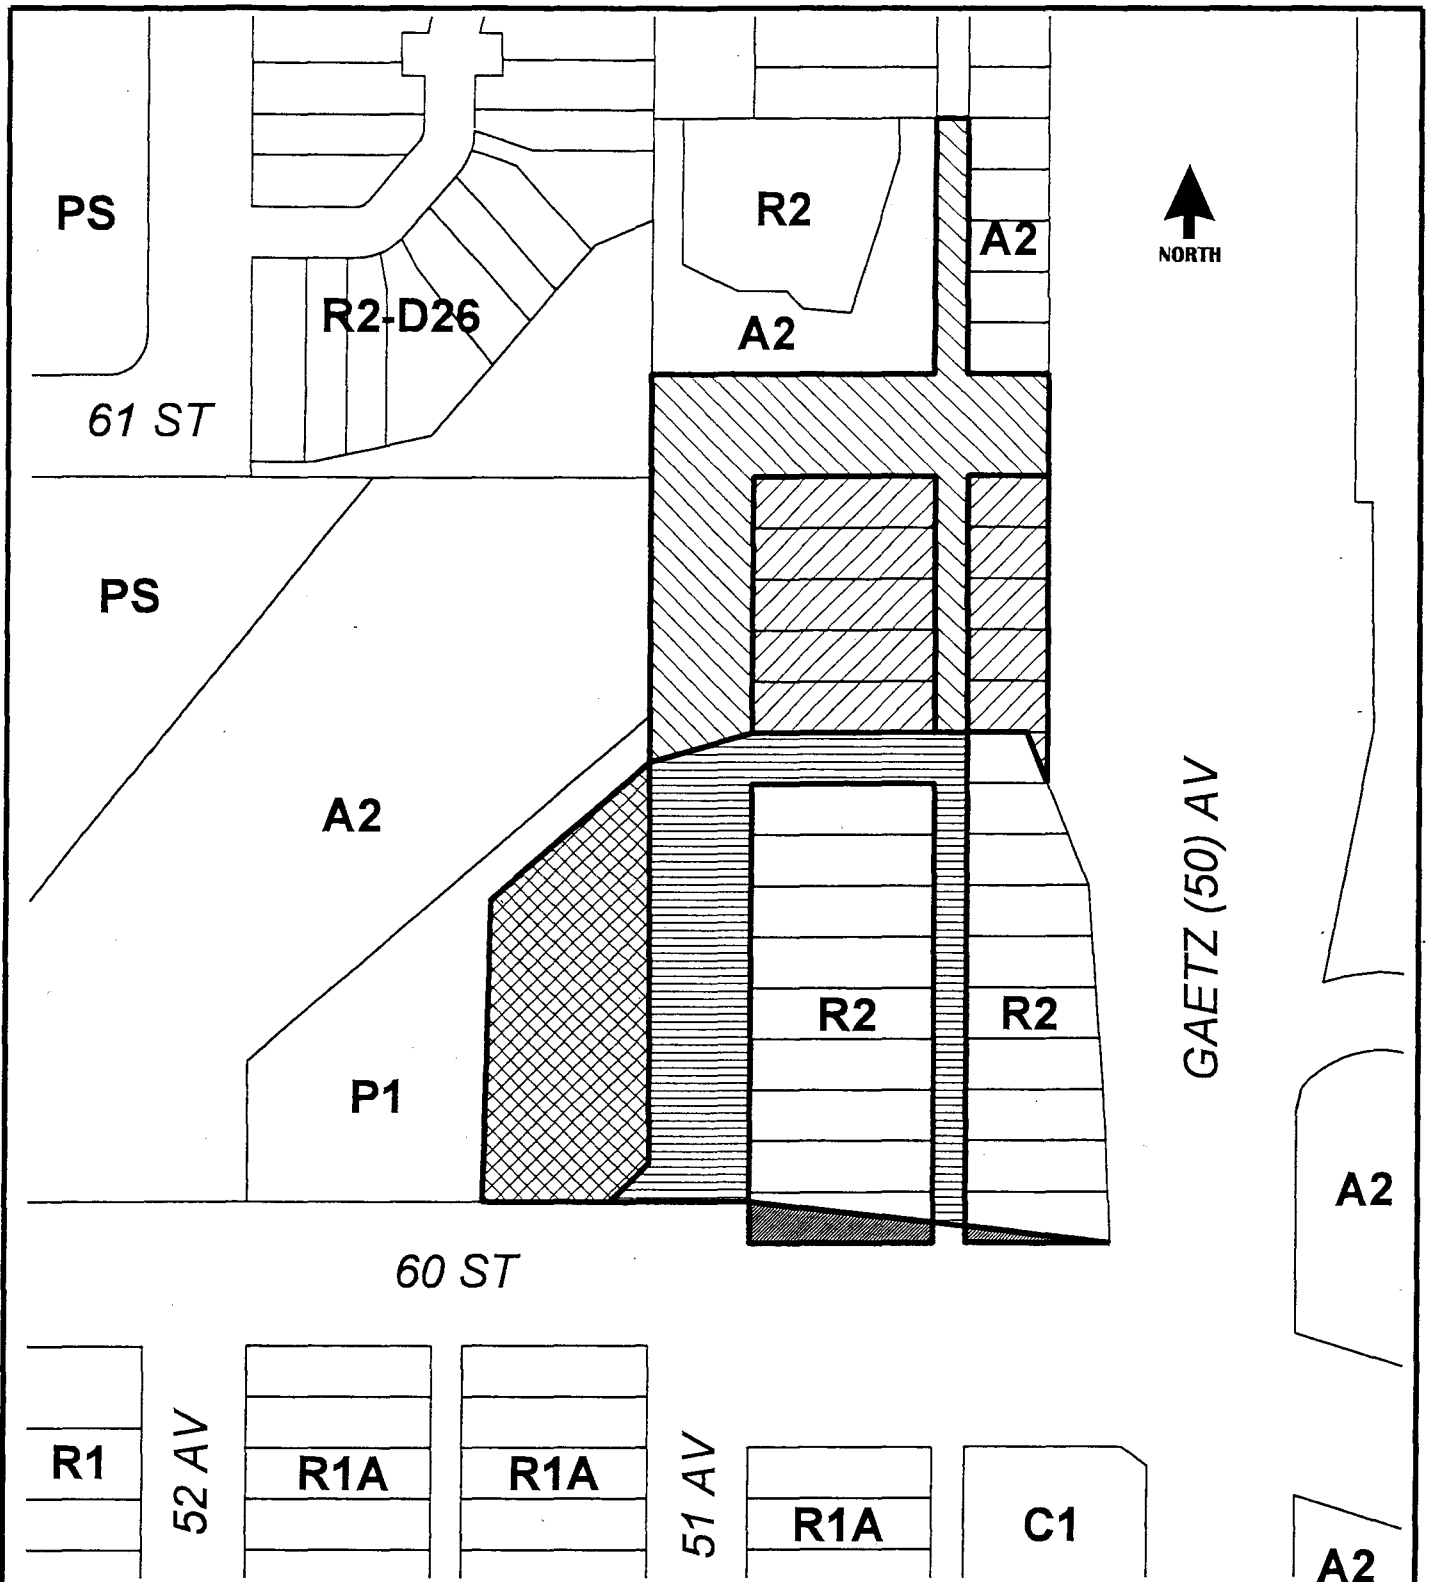 PS
R2
A2
NORTH
R2-D26
A2
61 ST
PS
A2
GAETZ (50) AV
R2
R2
P1
A2
60 ST
R1
52 AV
R1A
R1A
51 AV
R1A
C1
A2